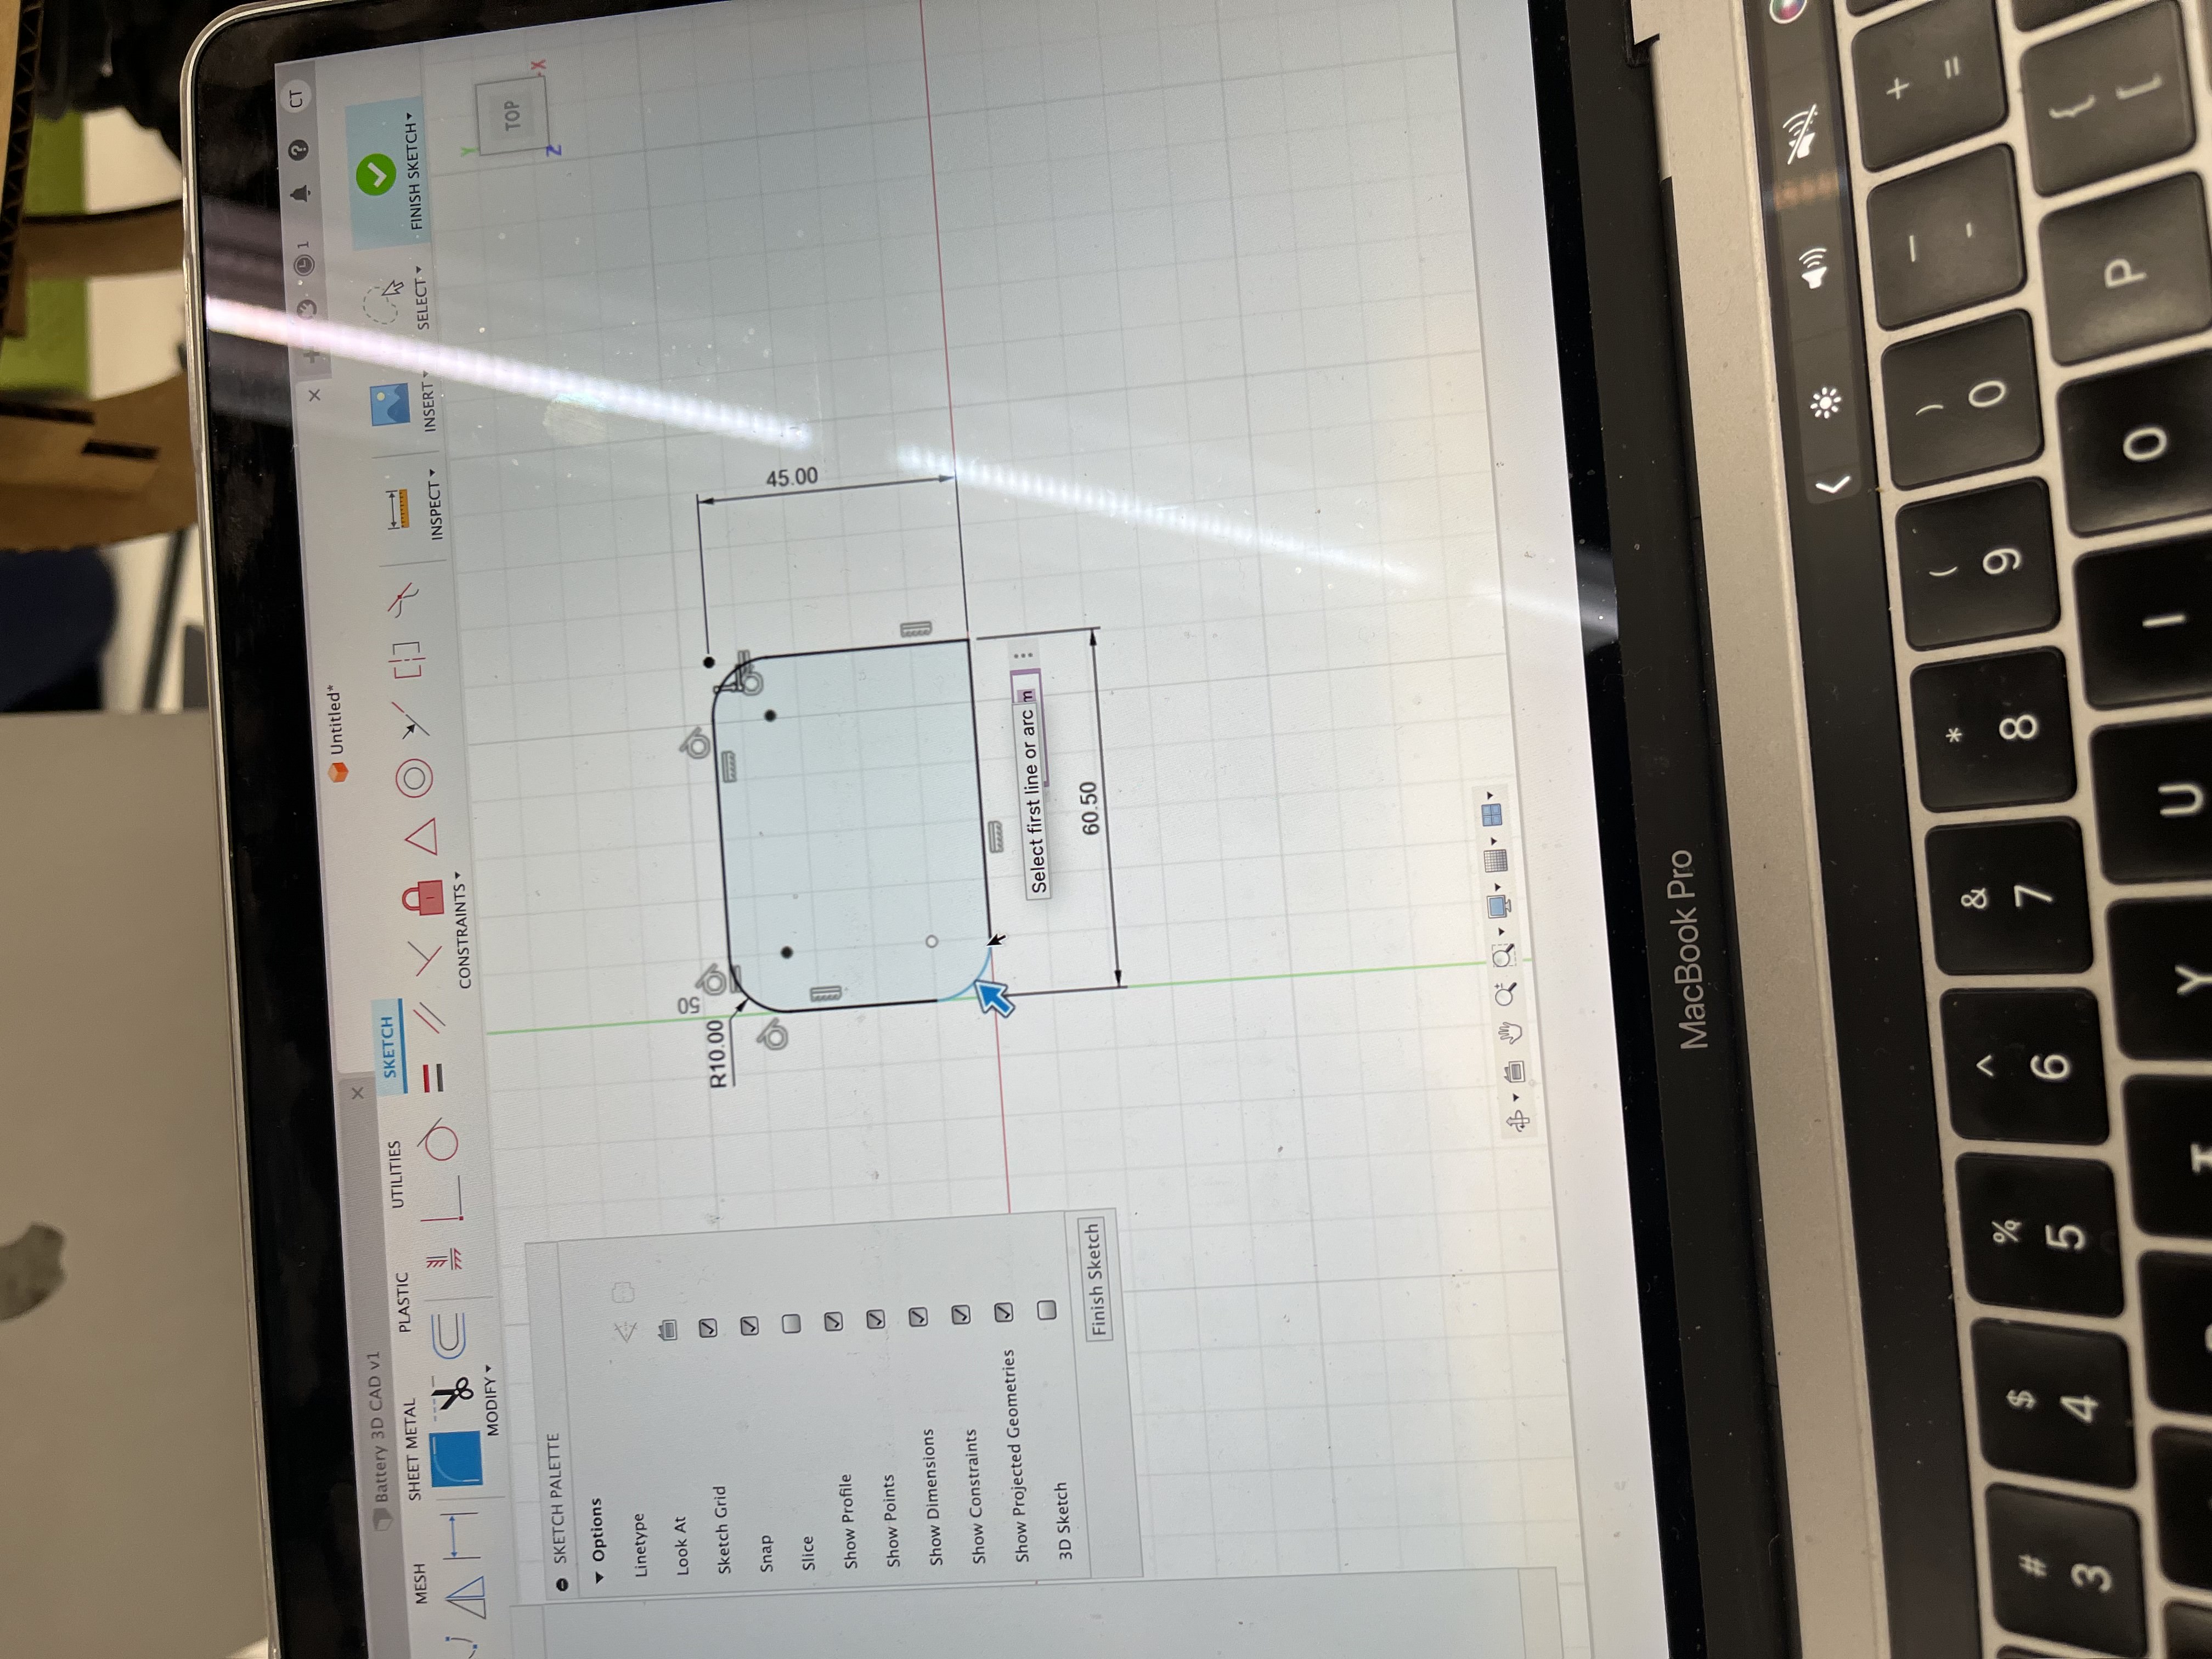 Battery 3D CAD v1
Untitled*
1
CT
MESH
SHEET METAL
PLASTIC
UTILITIES
SKETCH
MODIFY
CONSTRAINTS
INSPECT
INSERT
SELECT
FINISH SKETCH
SKETCH PALETTE
Options
Linetype
Look At
Sketch Grid
Snap
Slice
Show Profile
Show Points
Show Dimensions
Show Constraints
Show Projected Geometries
3D Sketch
Finish Sketch
Y
TOP
X
Z
50
R10.00
45.00
Select first line or arc
m
60.50
MacBook Pro
# $ % ^ & * ( ) — +
3 4 5 6 7 8 9 0 - =
Y U I O P { [